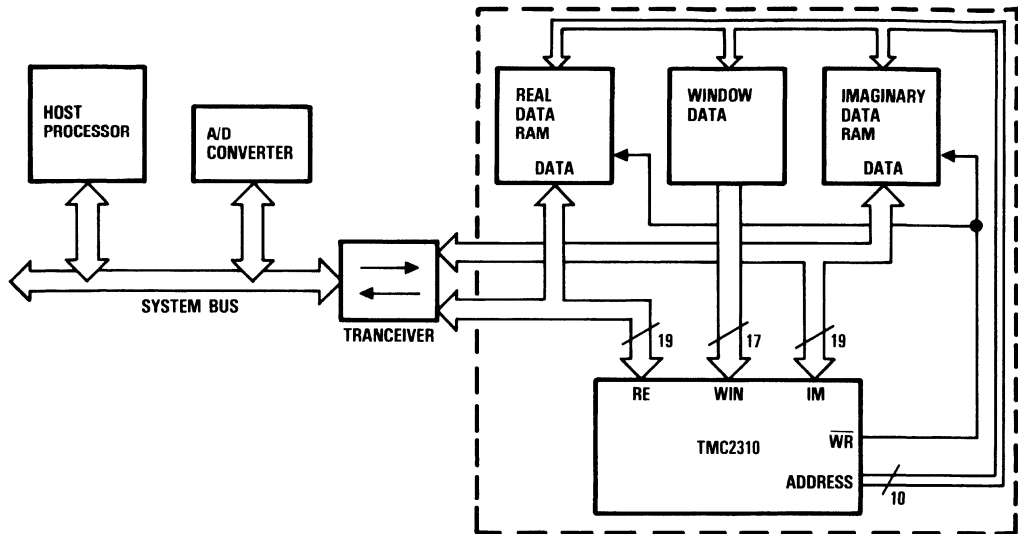 HOST
PROCESSOR
A/D
CONVERTER
REAL
DATA
RAM
DATA
WINDOW
DATA
IMAGINARY
DATA
RAM
DATA
SYSTEM BUS
TRANCEIVER
19
17
19
RE
WIN
IM
TMC2310
WR
ADDRESS
10